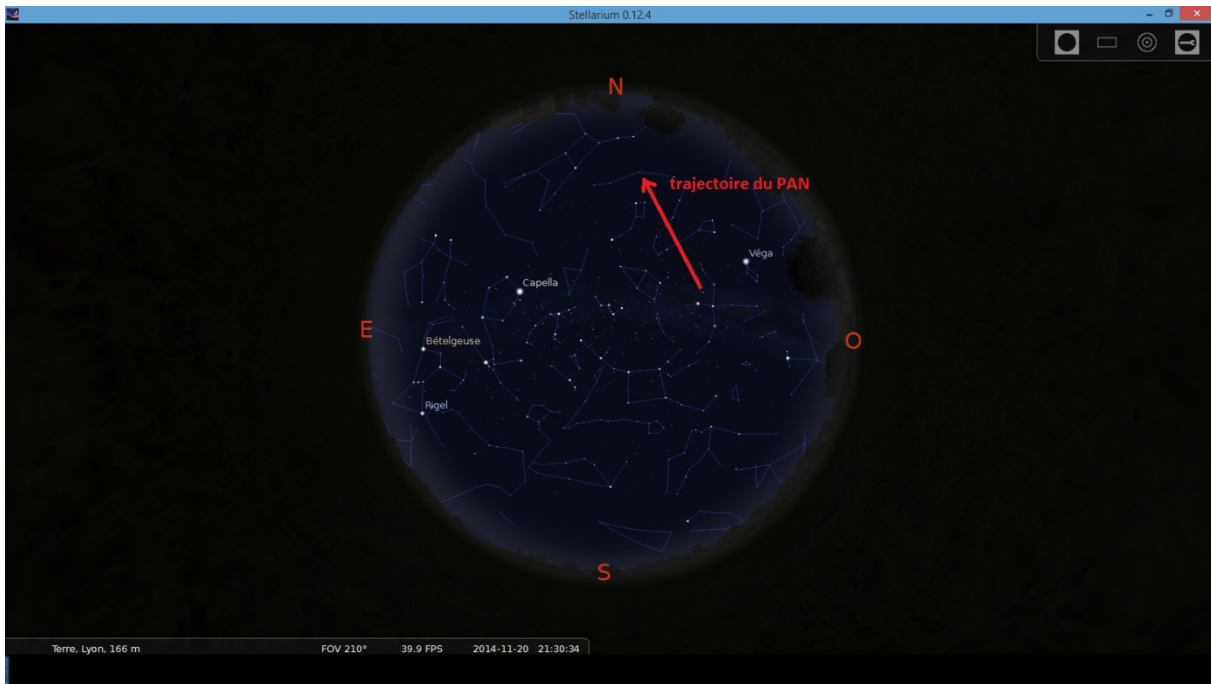 Stellarium 0.12.4
N
trajectoire du PAN
Véga
Capella
E
O
Bételgeuse
Rigel
S
Terre, Lyon, 166 m FOV 210° 39.9 FPS 2014-11-20 21:30:34